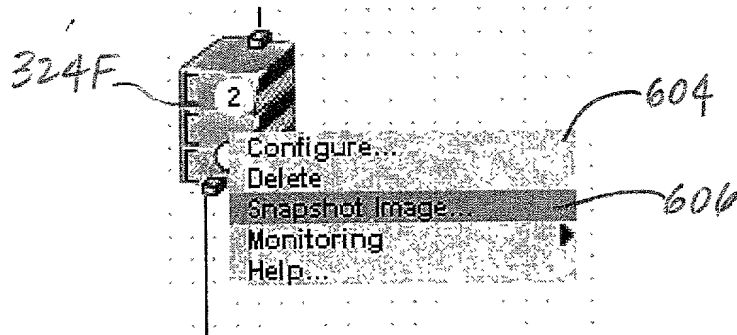 324F
2
604
Configure...
Delete
Snapshot Image...
606
Monitoring
Help...